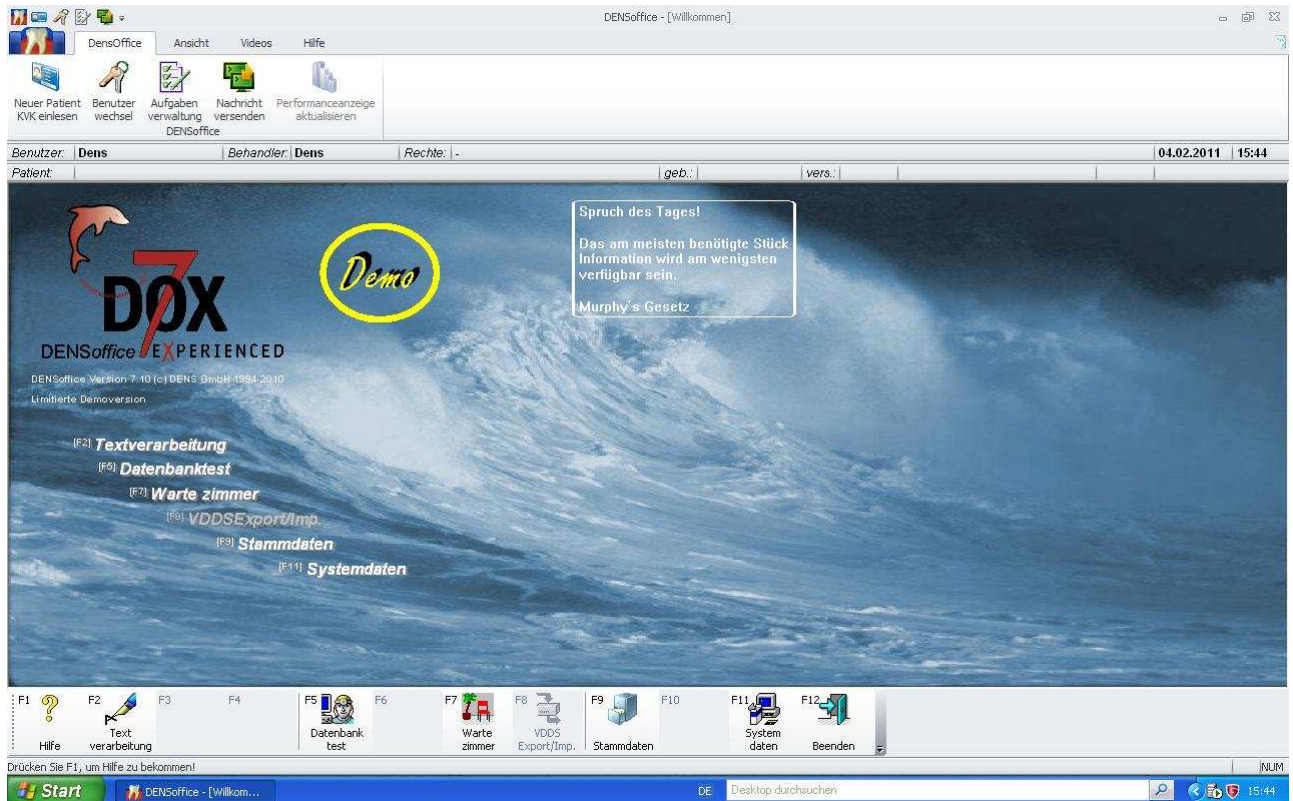 DENSoffice - [Willkommen]
DensOffice Ansicht Videos Hilfe
Neuer Patient KVK einlesen
Benutzer wechsel
Aufgaben verwaltung
Nachricht versenden
Performanceanzeige aktualisieren
DENSoffice
Benutzer: Dens Behandler: Dens Rechte: - 04.02.2011 15:44
Patient: geb.: vers.:
Spruch des Tages!
Das am meisten benötigte Stück
Information wird am wenigsten
verfügbar sein.
Murphy´s Gesetz
Demo
7
DOX
DENSoffice EXPERIENCED
DENSoffice Version 7.10 (c) DENS GmbH 1994-2010
Limitierte Demoversion
[F2] Textverarbeitung
[F5] Datenbanktest
[F7] Warte zimmer
[F8] VDDSExport/Imp.
[F9] Stammdaten
[F11] Systemdaten
F1 Hilfe
F2 Text verarbeitung
F3
F4
F5 Datenbank test
F6
F7 Warte zimmer
F8 VDDS Export/Imp.
F9 Stammdaten
F10
F11 System daten
F12 Beenden
Drücken Sie F1, um Hilfe zu bekommen! NUM
Start DENSoffice - [Willkom... DE Desktop durchsuchen 15:44